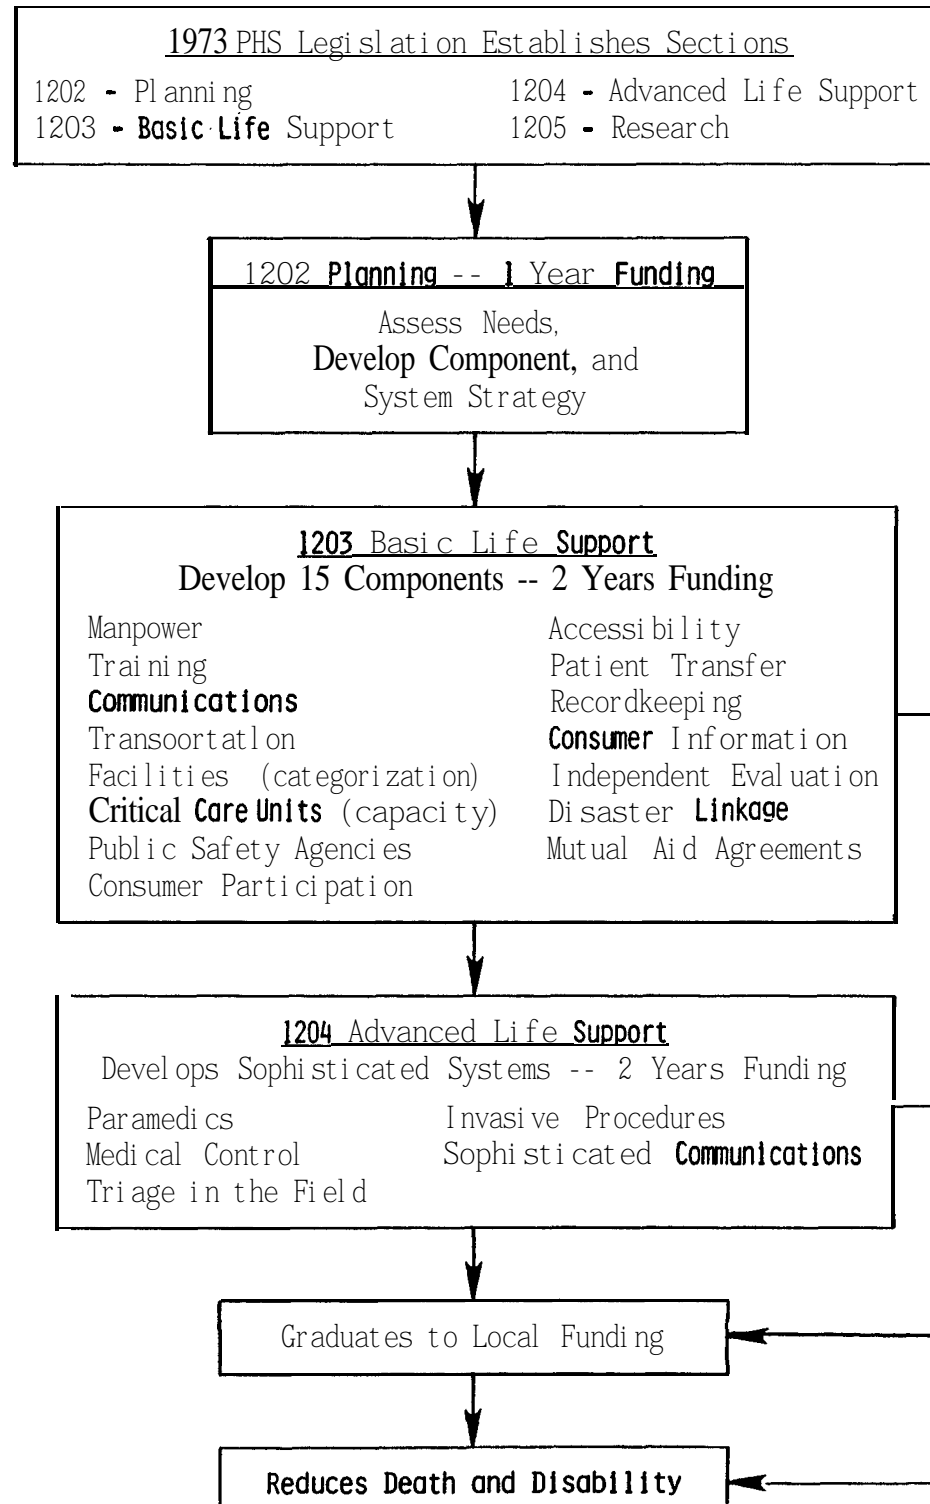 1973 PHS Legislation Establishes Sections
1202 - Planning
1203 - Basic Life Support
1204 - Advanced Life Support
1205 - Research
1202 Planning -- 1 Year Funding
Assess Needs,
Develop Component, and
System Strategy
1203 Basic Life Support
Develop 15 Components -- 2 Years Funding
Manpower
Training
Communications
Transoortatlon
Facilities (categorization)
Critical Care Units (capacity)
Public Safety Agencies
Consumer Participation
Accessibility
Patient Transfer
Recordkeeping
Consumer Information
Independent Evaluation
Disaster Linkage
Mutual Aid Agreements
1204 Advanced Life Support
Develops Sophisticated Systems -- 2 Years Funding
Paramedics
Medical Control
Triage in the Field
Invasive Procedures
Sophisticated Communications
Graduates to Local Funding
Reduces Death and Disability